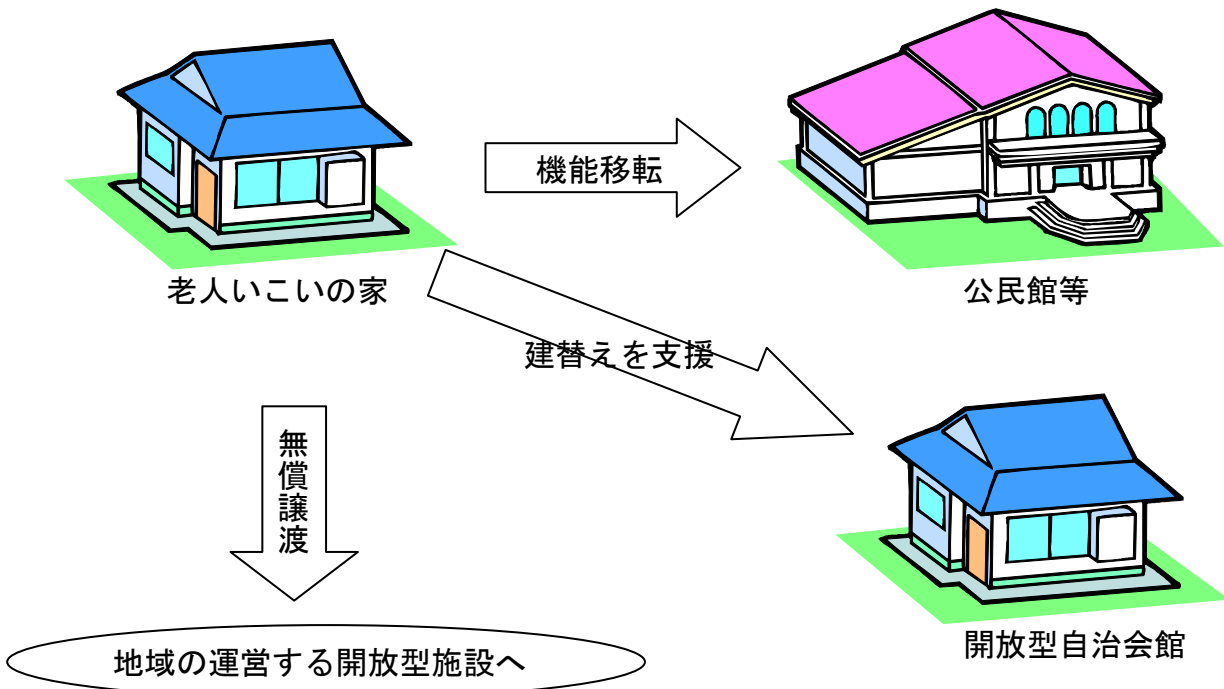 機能移転
老人いこいの家
公民館等
建替えを支援
無償譲渡
開放型自治会館
地域の運営する開放型施設へ